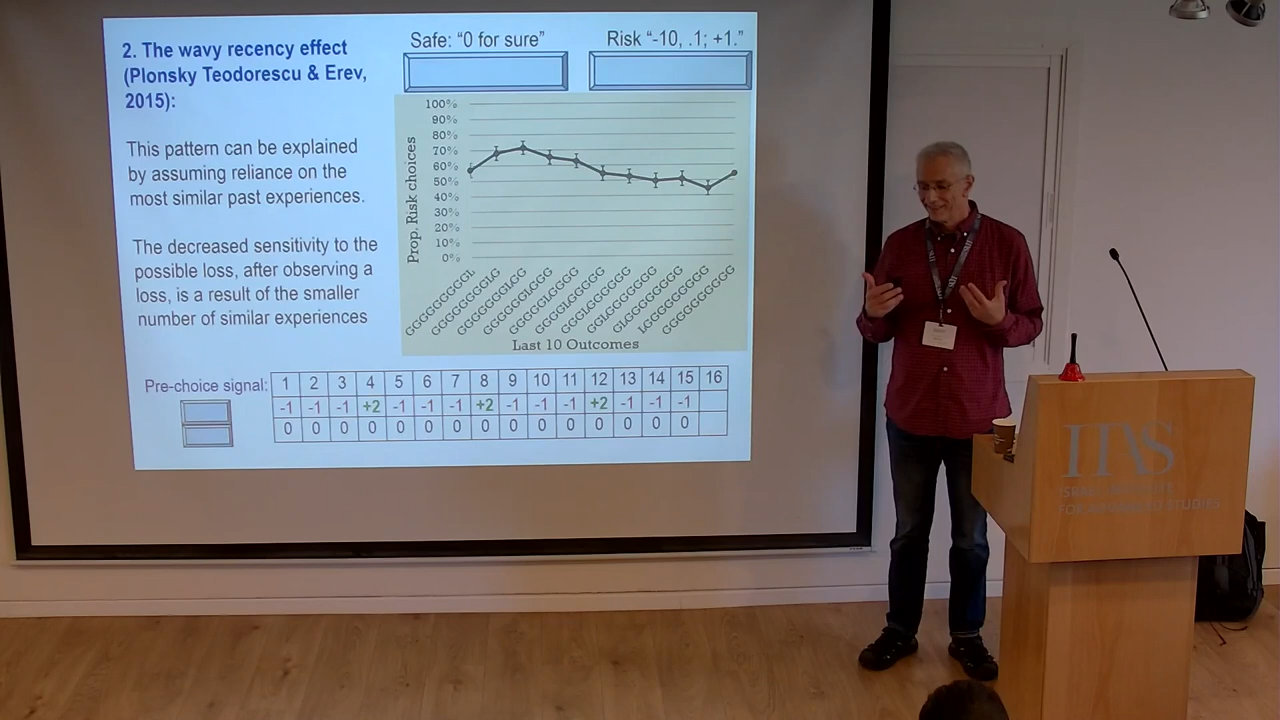 2. The wavy recency effect
(Plonsky Teodorescu & Erev,
2015):
This pattern can be explained
by assuming reliance on the
most similar past experiences.
The decreased sensitivity to the
possible loss, after observing a
loss, is a result of the smaller
number of similar experiences
Safe: “0 for sure”
Risk “-10, .1; +1.”
Prop. Risk choices
100%
90%
80%
70%
60%
50%
40%
30%
20%
10%
0%
GGGGGGGGGL
GGGGGGGGLG
GGGGGGGLGG
GGGGGGLGGG
GGGGGLGGGG
GGGGLGGGGG
GGGLGGGGGG
GGLGGGGGGG
GLGGGGGGGG
LGGGGGGGGG
GGGGGGGGGG
Last 10 Outcomes
Pre-choice signal:
1 2 3 4 5 6 7 8 9 10 11 12 13 14 15 16
-1 -1 -1 +2 -1 -1 -1 +2 -1 -1 -1 +2 -1 -1 -1
0 0 0 0 0 0 0 0 0 0 0 0 0 0 0
IIAS
ISRAEL INSTITUTE
FOR ADVANCED STUDIES